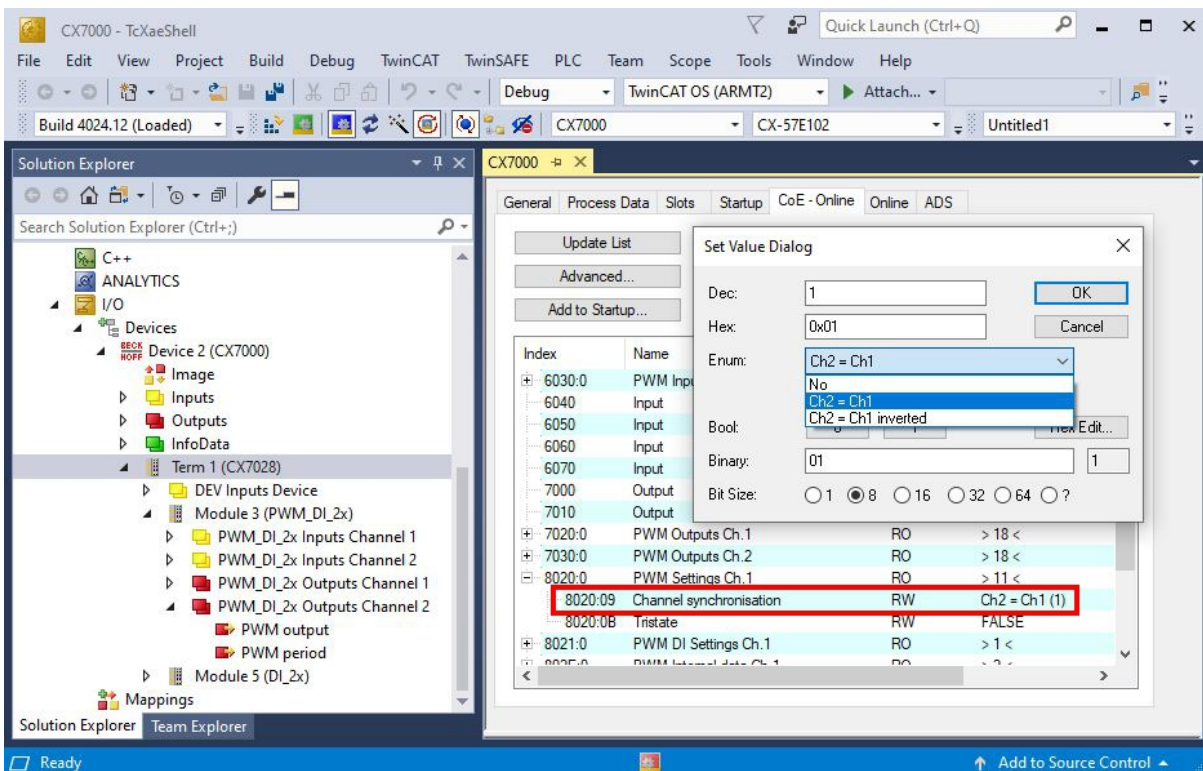 CX7000 - TcXaeShell
Quick Launch (Ctrl+Q)
File Edit View Project Build Debug TwinCAT TwinSAFE PLC Team Scope Tools Window Help
Debug TwinCAT OS (ARMT2) Attach...
Build 4024.12 (Loaded) CX7000 CX-57E102 Untitled1
Solution Explorer
Search Solution Explorer (Ctrl+;)
C++
ANALYTICS
I/O
Devices
BECKHOFF Device 2 (CX7000)
Image
Inputs
Outputs
InfoData
Term 1 (CX7028)
DEV Inputs Device
Module 3 (PWM_DI_2x)
PWM_DI_2x Inputs Channel 1
PWM_DI_2x Inputs Channel 2
PWM_DI_2x Outputs Channel 1
PWM_DI_2x Outputs Channel 2
PWM output
PWM period
Module 5 (DI_2x)
Mappings
Solution Explorer Team Explorer
CX7000
General Process Data Slots Startup CoE - Online Online ADS
Update List
Advanced...
Add to Startup...
Index Name
6030:0 PWM Inp
6040 Input
6050 Input
6060 Input
6070 Input
7000 Output
7010 Output
7020:0 PWM Outputs Ch.1 RO > 18 <
7030:0 PWM Outputs Ch.2 RO > 18 <
8020:0 PWM Settings Ch.1 RO > 11 <
8020:09 Channel synchronisation RW Ch2 = Ch1 (1)
8020:0B Tristate RW FALSE
8021:0 PWM DI Settings Ch.1 RO > 1 <
Set Value Dialog
Dec: 1 OK
Hex: 0x01 Cancel
Enum: Ch2 = Ch1
No
Ch2 = Ch1
Ch2 = Ch1 inverted
Bool: Hex Edit...
Binary: 01 1
Bit Size: 1 8 16 32 64 ?
Ready Add to Source Control